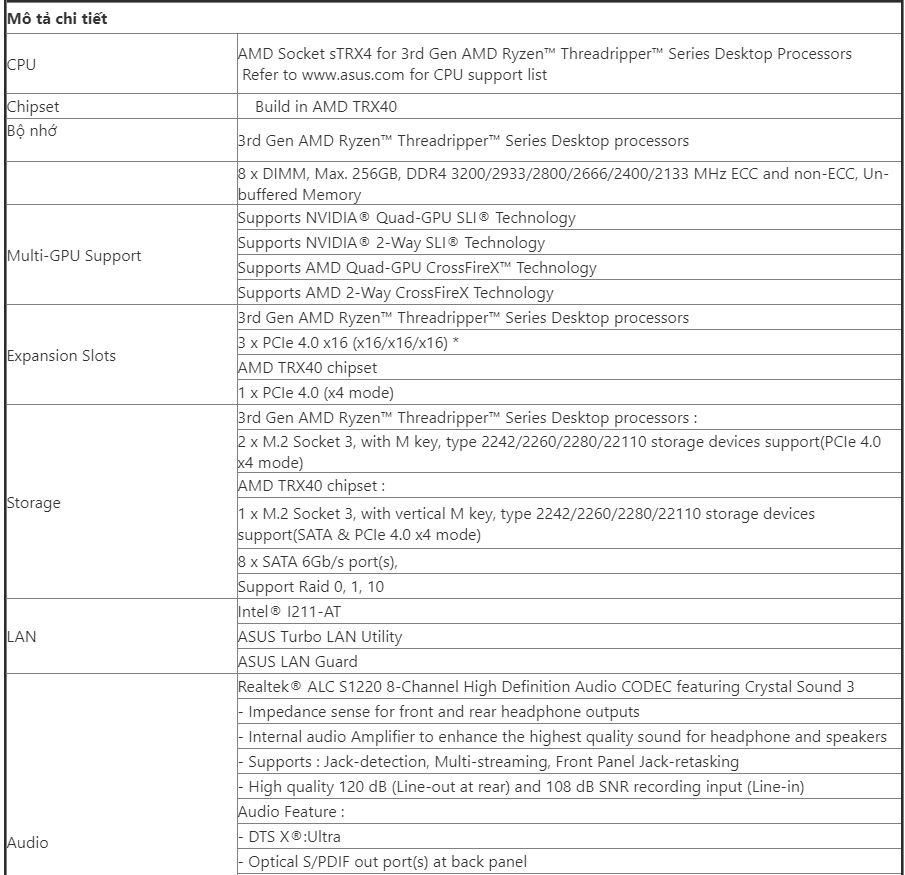 Mô tả chi tiết
CPU
AMD Socket sTRX4 for 3rd Gen AMD Ryzen™ Threadripper™ Series Desktop Processors
Refer to www.asus.com for CPU support list
Chipset
Build in AMD TRX40
Bộ nhớ
3rd Gen AMD Ryzen™ Threadripper™ Series Desktop processors
8 x DIMM, Max. 256GB, DDR4 3200/2933/2800/2666/2400/2133 MHz ECC and non-ECC, Un-
buffered Memory
Multi-GPU Support
Supports NVIDIA® Quad-GPU SLI® Technology
Supports NVIDIA® 2-Way SLI® Technology
Supports AMD Quad-GPU CrossFireX™ Technology
Supports AMD 2-Way CrossFireX Technology
Expansion Slots
3rd Gen AMD Ryzen™ Threadripper™ Series Desktop processors
3 x PCIe 4.0 x16 (x16/x16/x16) *
AMD TRX40 chipset
1 x PCIe 4.0 (x4 mode)
Storage
3rd Gen AMD Ryzen™ Threadripper™ Series Desktop processors :
2 x M.2 Socket 3, with M key, type 2242/2260/2280/22110 storage devices support(PCIe 4.0
x4 mode)
AMD TRX40 chipset :
1 x M.2 Socket 3, with vertical M key, type 2242/2260/2280/22110 storage devices
support(SATA & PCIe 4.0 x4 mode)
8 x SATA 6Gb/s port(s),
Support Raid 0, 1, 10
LAN
Intel® I211-AT
ASUS Turbo LAN Utility
ASUS LAN Guard
Audio
Realtek® ALC S1220 8-Channel High Definition Audio CODEC featuring Crystal Sound 3
- Impedance sense for front and rear headphone outputs
- Internal audio Amplifier to enhance the highest quality sound for headphone and speakers
- Supports : Jack-detection, Multi-streaming, Front Panel Jack-retasking
- High quality 120 dB (Line-out at rear) and 108 dB SNR recording input (Line-in)
Audio Feature :
- DTS X®:Ultra
- Optical S/PDIF out port(s) at back panel